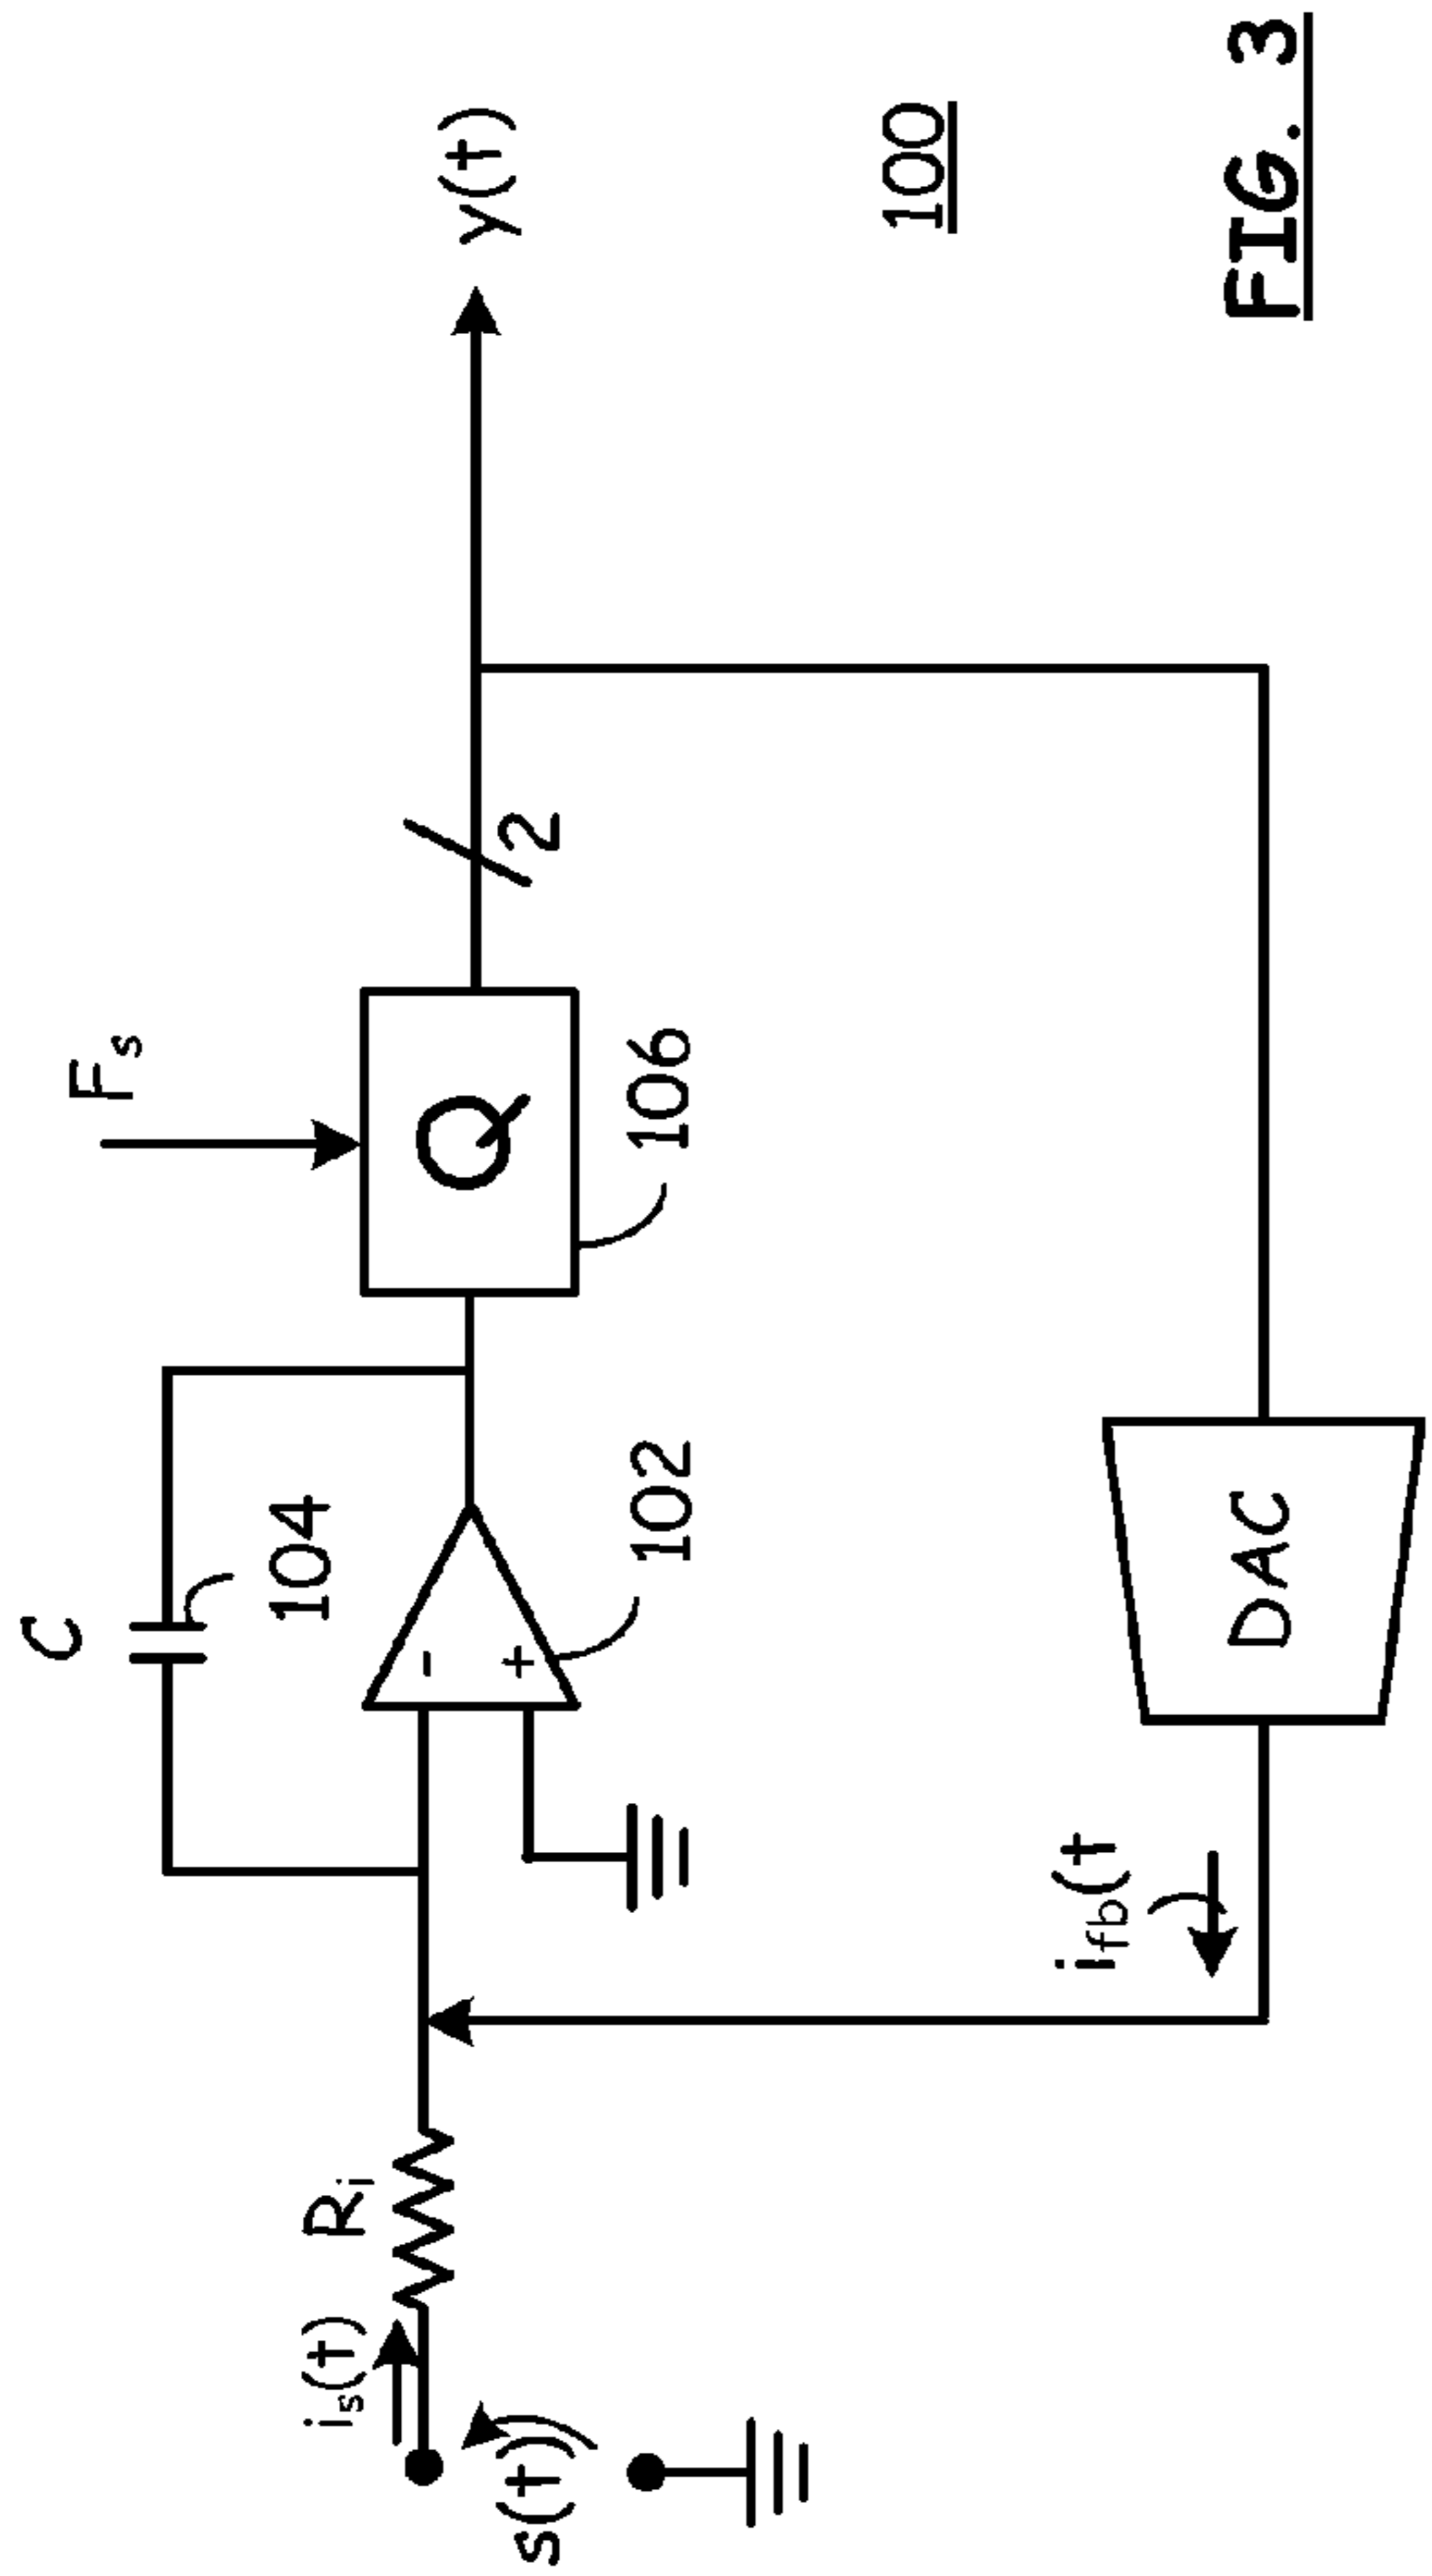 C
104
F_s
i_s(t)
R_i
-
+
Q
2
y(t)
s(t)
102
106
100
i_fb(t
DAC
FIG. 3